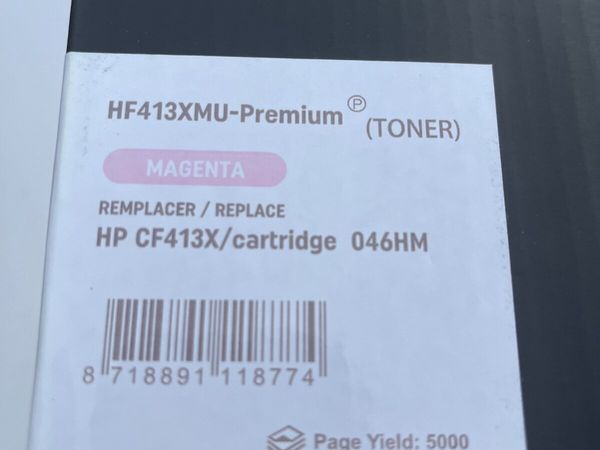 HF413XMU-Premium ℗ (TONER)
MAGENTA
REMPLACER / REPLACE
HP CF413X/cartridge 046HM
8 718891 118774
Page Yield: 5000